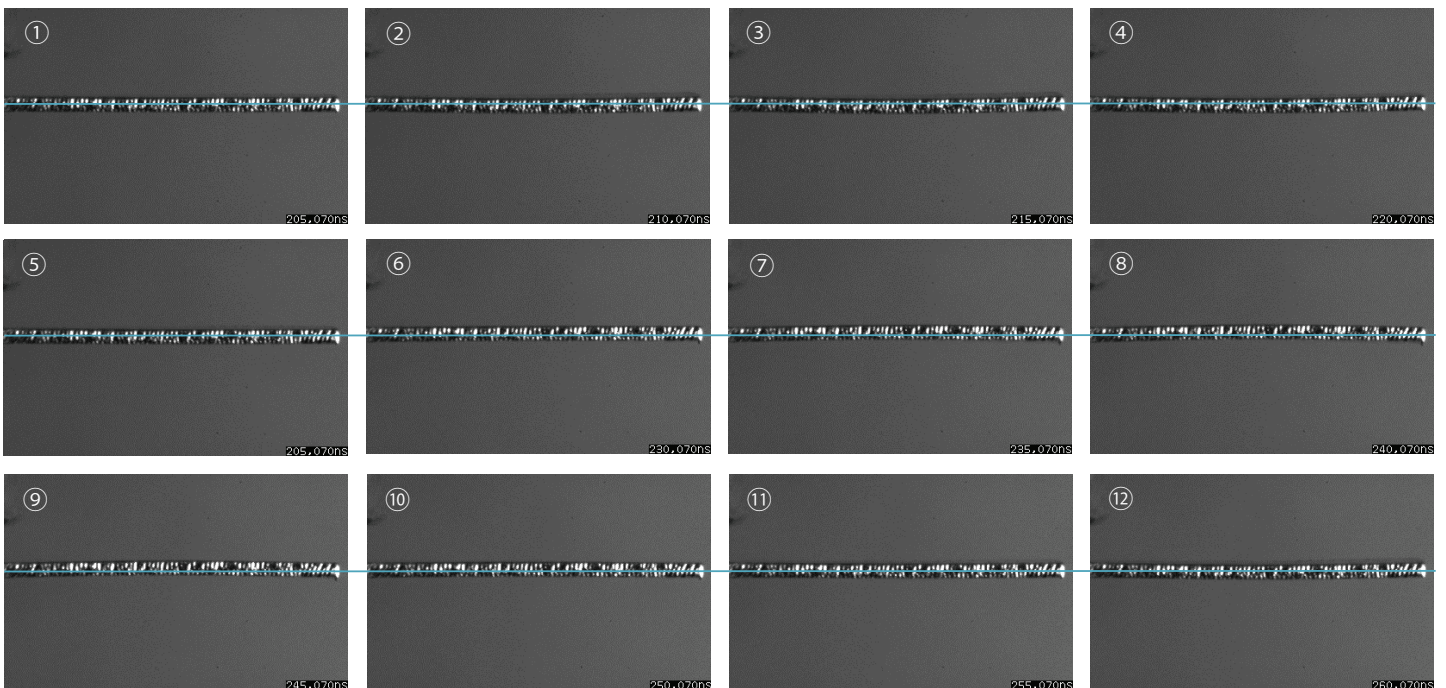 ① ② ③ ④
205,070ns 210,070ns 215,070ns 220,070ns
⑤ ⑥ ⑦ ⑧
205,070ns 230,070ns 235,070ns 240,070ns
⑨ ⑩ ⑪ ⑫
245,070ns 250,070ns 255,070ns 260,070ns